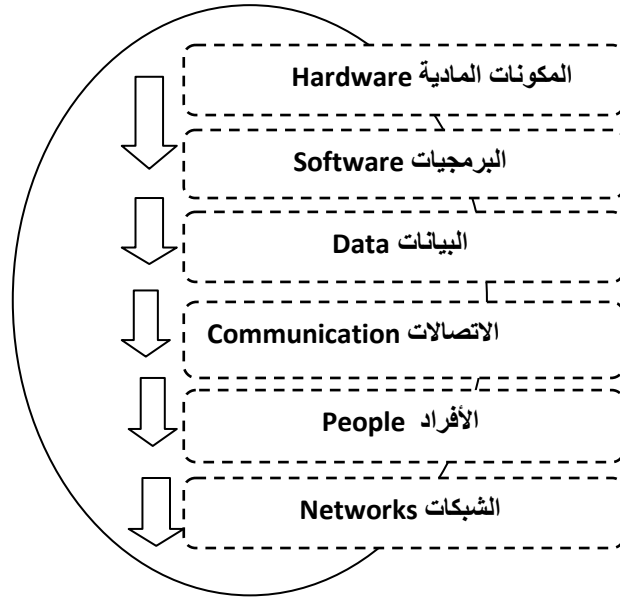 المكونات المادية Hardware
البرمجيات Software
البيانات Data
الاتصالات Communication
الأفراد People
الشبكات Networks